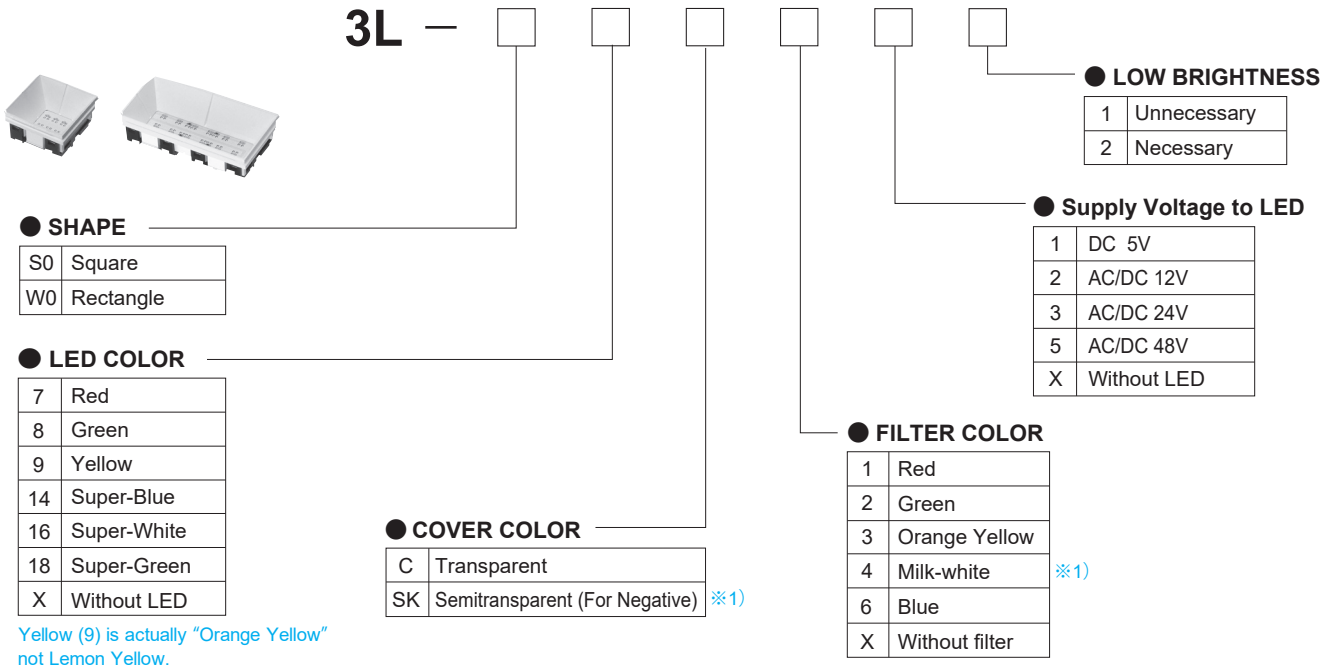 3L －
● LOW BRIGHTNESS
1 Unnecessary
2 Necessary
● Supply Voltage to LED
1 DC 5V
2 AC/DC 12V
3 AC/DC 24V
5 AC/DC 48V
X Without LED
● SHAPE
S0 Square
W0 Rectangle
● LED COLOR
7 Red
8 Green
9 Yellow
14 Super-Blue
16 Super-White
18 Super-Green
X Without LED
Yellow (9) is actually “Orange Yellow”
not Lemon Yellow.
● COVER COLOR
C Transparent
SK Semitransparent (For Negative) ※1)
● FILTER COLOR
1 Red
2 Green
3 Orange Yellow
4 Milk-white ※1)
6 Blue
X Without filter